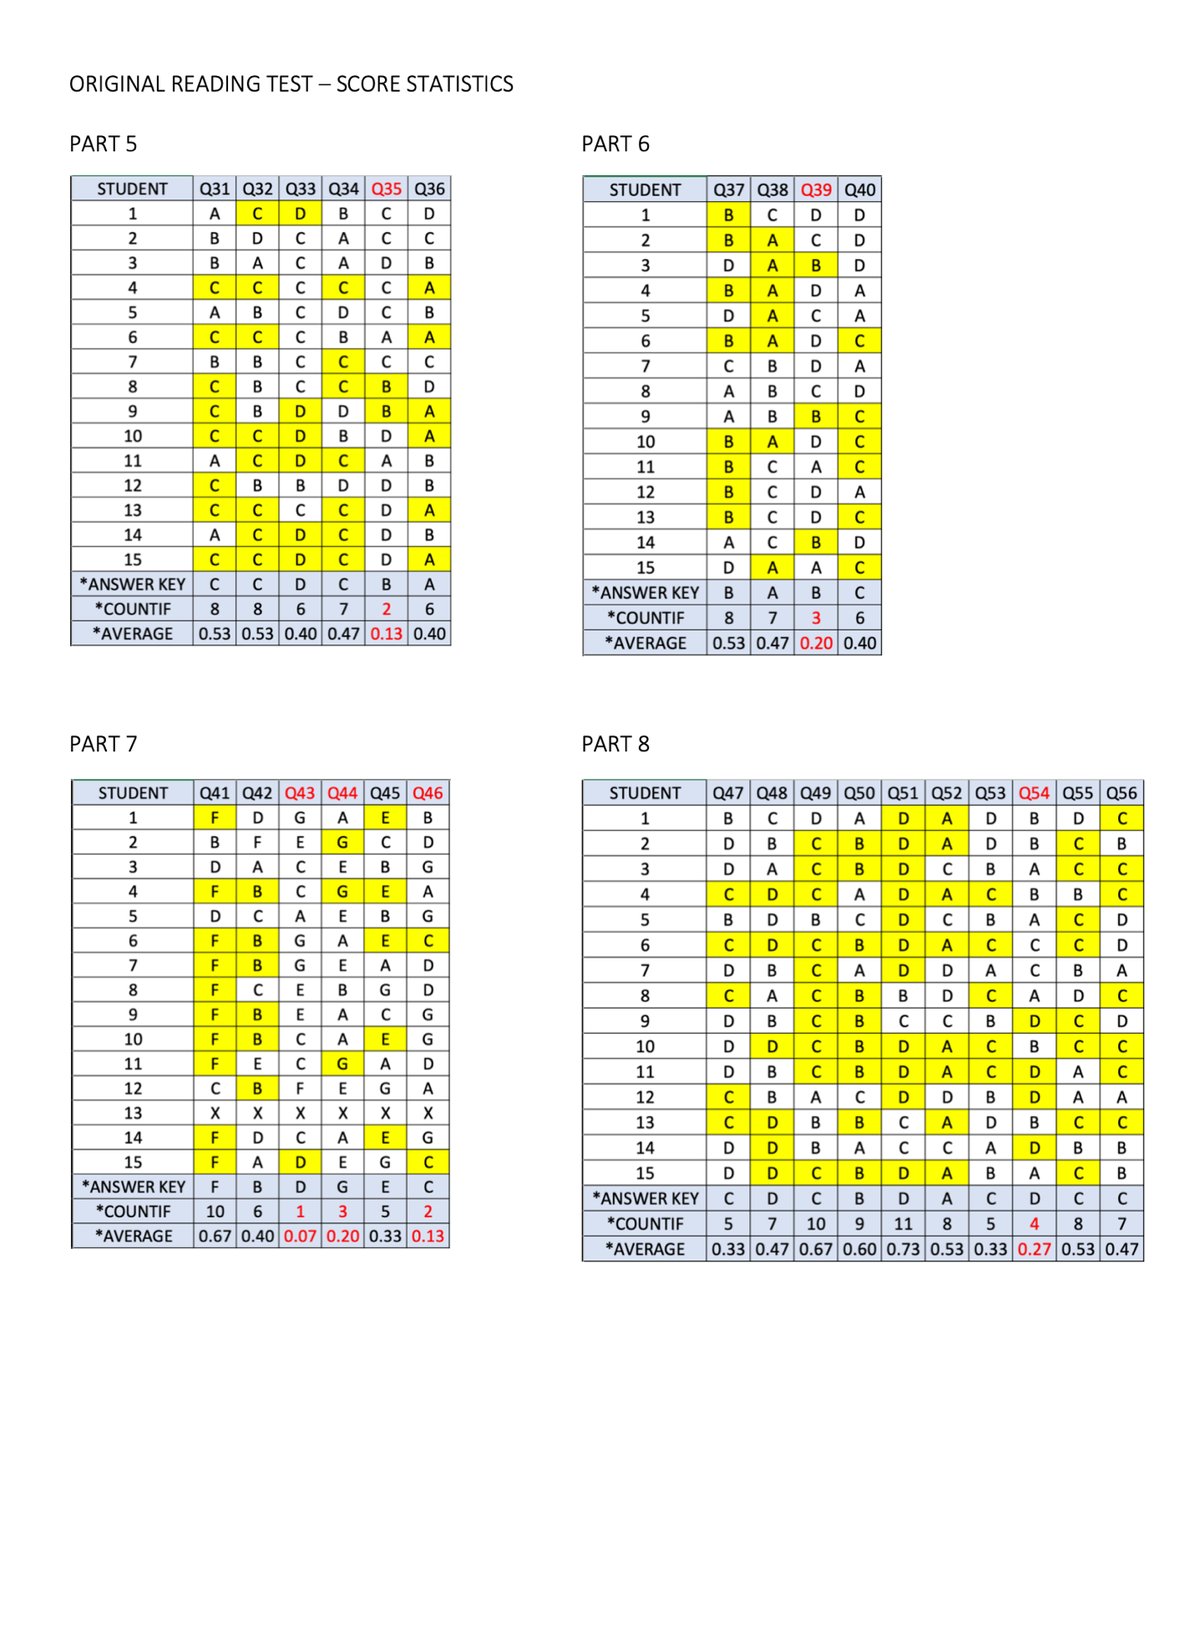 ORIGINAL READING TEST – SCORE STATISTICS
PART 5
STUDENT Q31 Q32 Q33 Q34 Q35 Q36
1 A C D B C D
2 B D C A C C
3 B A C A D B
4 C C C C C A
5 A B C D C B
6 C C C B A A
7 B B C C C C
8 C B C C B D
9 C B D D B A
10 C C D B D A
11 A C D C A B
12 C B B D D B
13 C C C C D A
14 A C D C D B
15 C C D C D A
*ANSWER KEY C C D C B A
*COUNTIF 8 8 6 7 2 6
*AVERAGE 0.53 0.53 0.40 0.47 0.13 0.40
PART 6
STUDENT Q37 Q38 Q39 Q40
1 B C D D
2 B A C D
3 D A B D
4 B A D A
5 D A C A
6 B A D C
7 C B D A
8 A B C D
9 A B B C
10 B A D C
11 B C A C
12 B C D A
13 B C D C
14 A C B D
15 D A A C
*ANSWER KEY B A B C
*COUNTIF 8 7 3 6
*AVERAGE 0.53 0.47 0.20 0.40
PART 7
STUDENT Q41 Q42 Q43 Q44 Q45 Q46
1 F D G A E B
2 B F E G C D
3 D A C E B G
4 F B C G E A
5 D C A E B G
6 F B G A E C
7 F B G E A D
8 F C E B G D
9 F B E A C G
10 F B C A E G
11 F E C G A D
12 C B F E G A
13 X X X X X X
14 F D C A E G
15 F A D E G C
*ANSWER KEY F B D G E C
*COUNTIF 10 6 1 3 5 2
*AVERAGE 0.67 0.40 0.07 0.20 0.33 0.13
PART 8
STUDENT Q47 Q48 Q49 Q50 Q51 Q52 Q53 Q54 Q55 Q56
1 B C D A D A D B D C
2 D B C B D A D B C B
3 D A C B D C B A C C
4 C D C A D A C B B C
5 B D B C D C B A C D
6 C D C B D A C C C D
7 D B C A D D A C B A
8 C A C B B D C A D C
9 D B C B C C B D C D
10 D D C B D A C B C C
11 D B C B D A C D A C
12 C B A C D D B D A A
13 C D B B C A D B C C
14 D D B A C C A D B B
15 D D C B D A B A C B
*ANSWER KEY C D C B D A C D C C
*COUNTIF 5 7 10 9 11 8 5 4 8 7
*AVERAGE 0.33 0.47 0.67 0.60 0.73 0.53 0.33 0.27 0.53 0.47